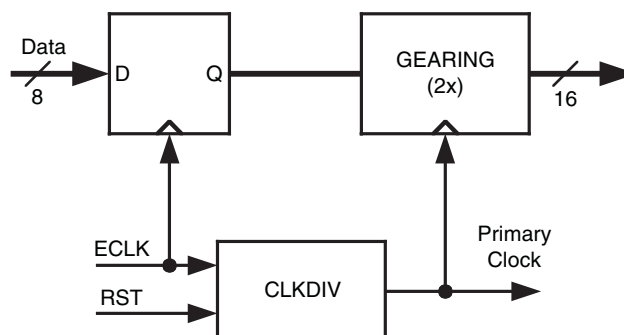 Data
8
D
Q
GEARING
(2x)
16
ECLK
RST
CLKDIV
Primary
Clock